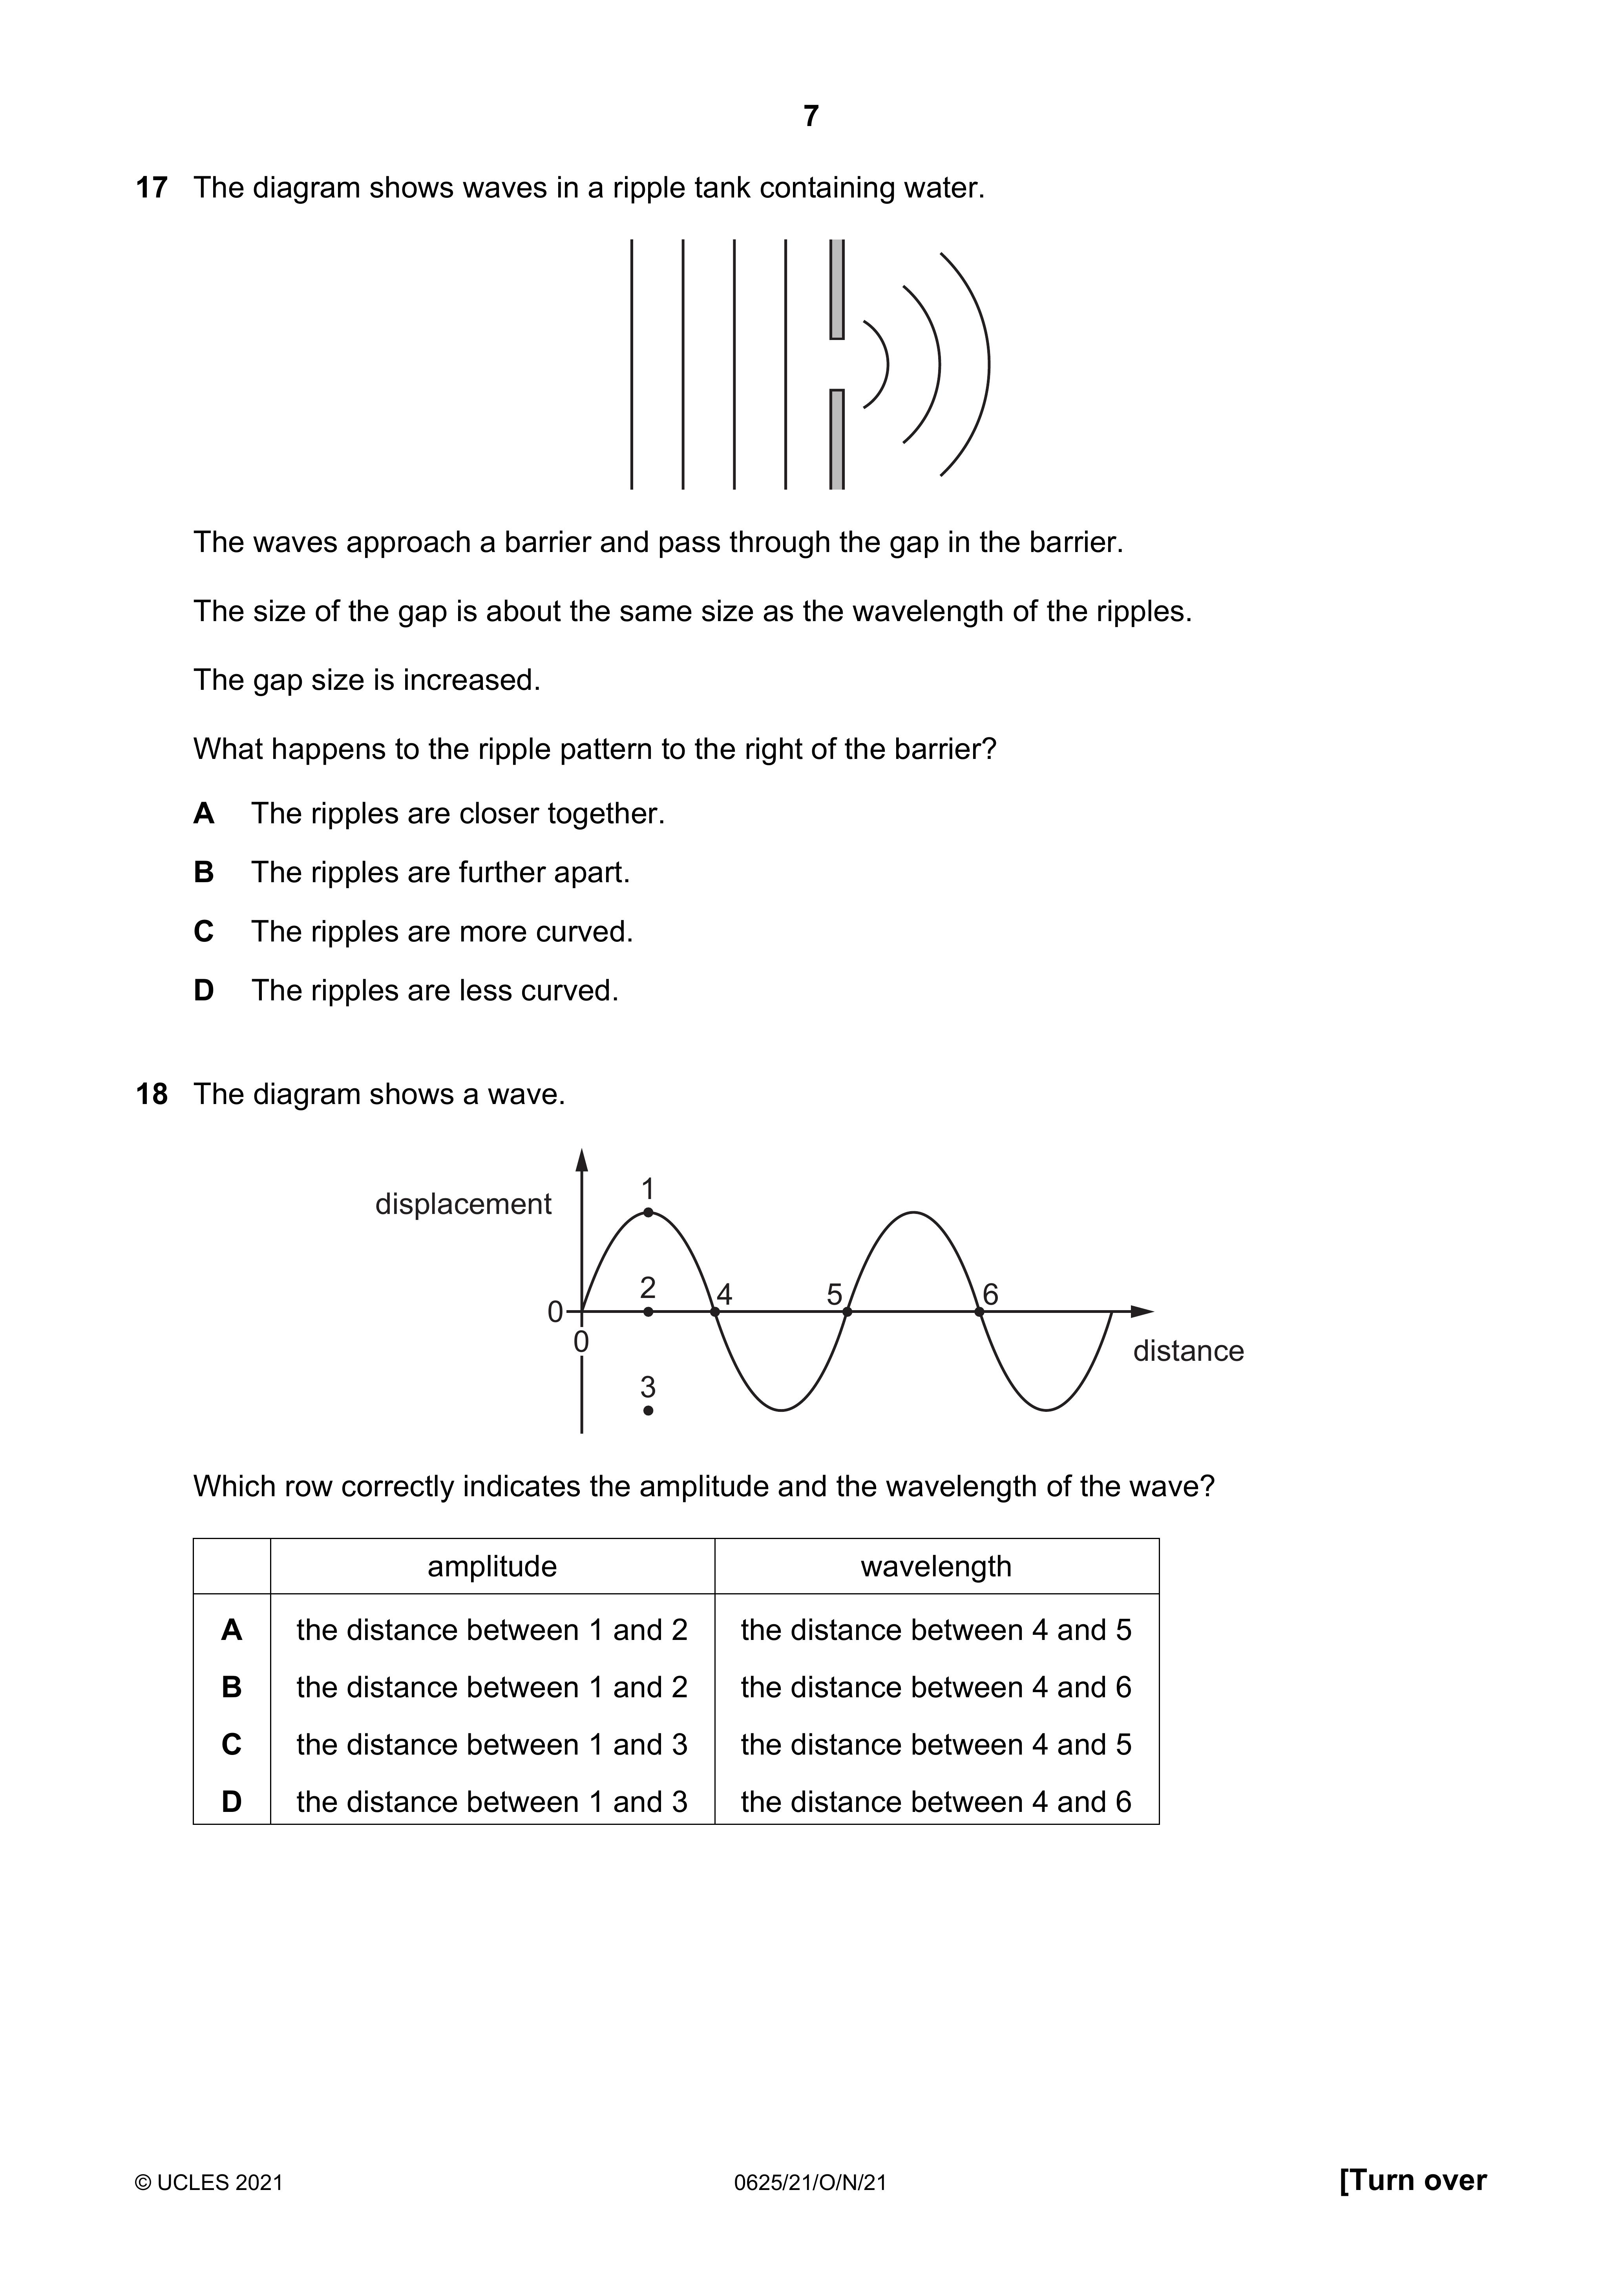 7
17 The diagram shows waves in a ripple tank containing water.
The waves approach a barrier and pass through the gap in the barrier.
The size of the gap is about the same size as the wavelength of the ripples.
The gap size is increased.
What happens to the ripple pattern to the right of the barrier?
A The ripples are closer together.
B The ripples are further apart.
C The ripples are more curved.
D The ripples are less curved.
18 The diagram shows a wave.
1
displacement
2
4
5
6
0
0
distance
3
Which row correctly indicates the amplitude and the wavelength of the wave?
amplitude wavelength
A the distance between 1 and 2 the distance between 4 and 5
B the distance between 1 and 2 the distance between 4 and 6
C the distance between 1 and 3 the distance between 4 and 5
D the distance between 1 and 3 the distance between 4 and 6
© UCLES 2021 0625/21/O/N/21 [Turn over